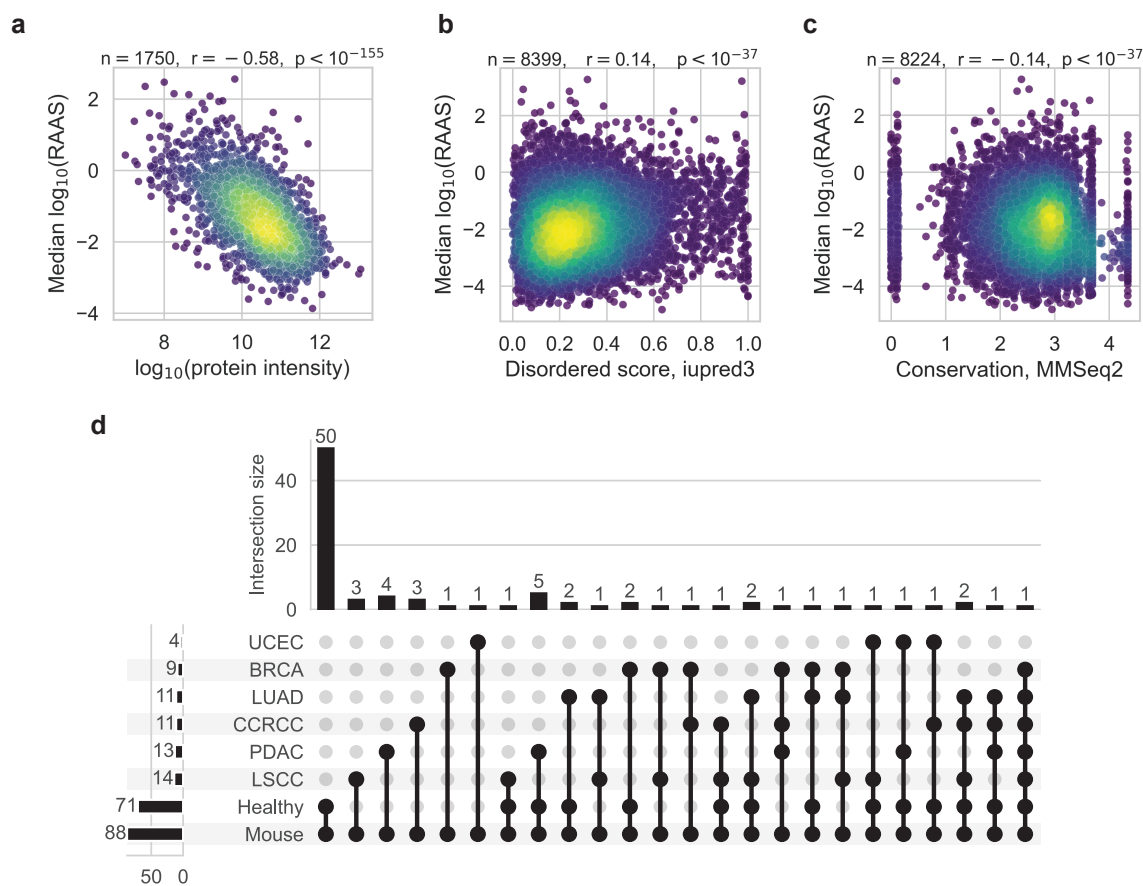 a
n = 1750, r = − 0.58, p < 10⁻¹⁵⁵
Median log₁₀(RAAS)
2
0
−2
−4
8 10 12
log₁₀(protein intensity)
b
n = 8399, r = 0.14, p < 10⁻³⁷
Median log₁₀(RAAS)
2
0
−2
−4
0.0 0.2 0.4 0.6 0.8 1.0
Disordered score, iupred3
c
n = 8224, r = − 0.14, p < 10⁻³⁷
Median log₁₀(RAAS)
2
0
−2
−4
0 1 2 3 4
Conservation, MMSeq2
d
Intersection size
40
20
0
50 3 4 3 1 1 1 5 2 1 2 1 1 1 2 1 1 1 1 1 1 2 1 1
4 UCEC
9 BRCA
11 LUAD
11 CCRCC
13 PDAC
14 LSCC
71 Healthy
88 Mouse
50 0